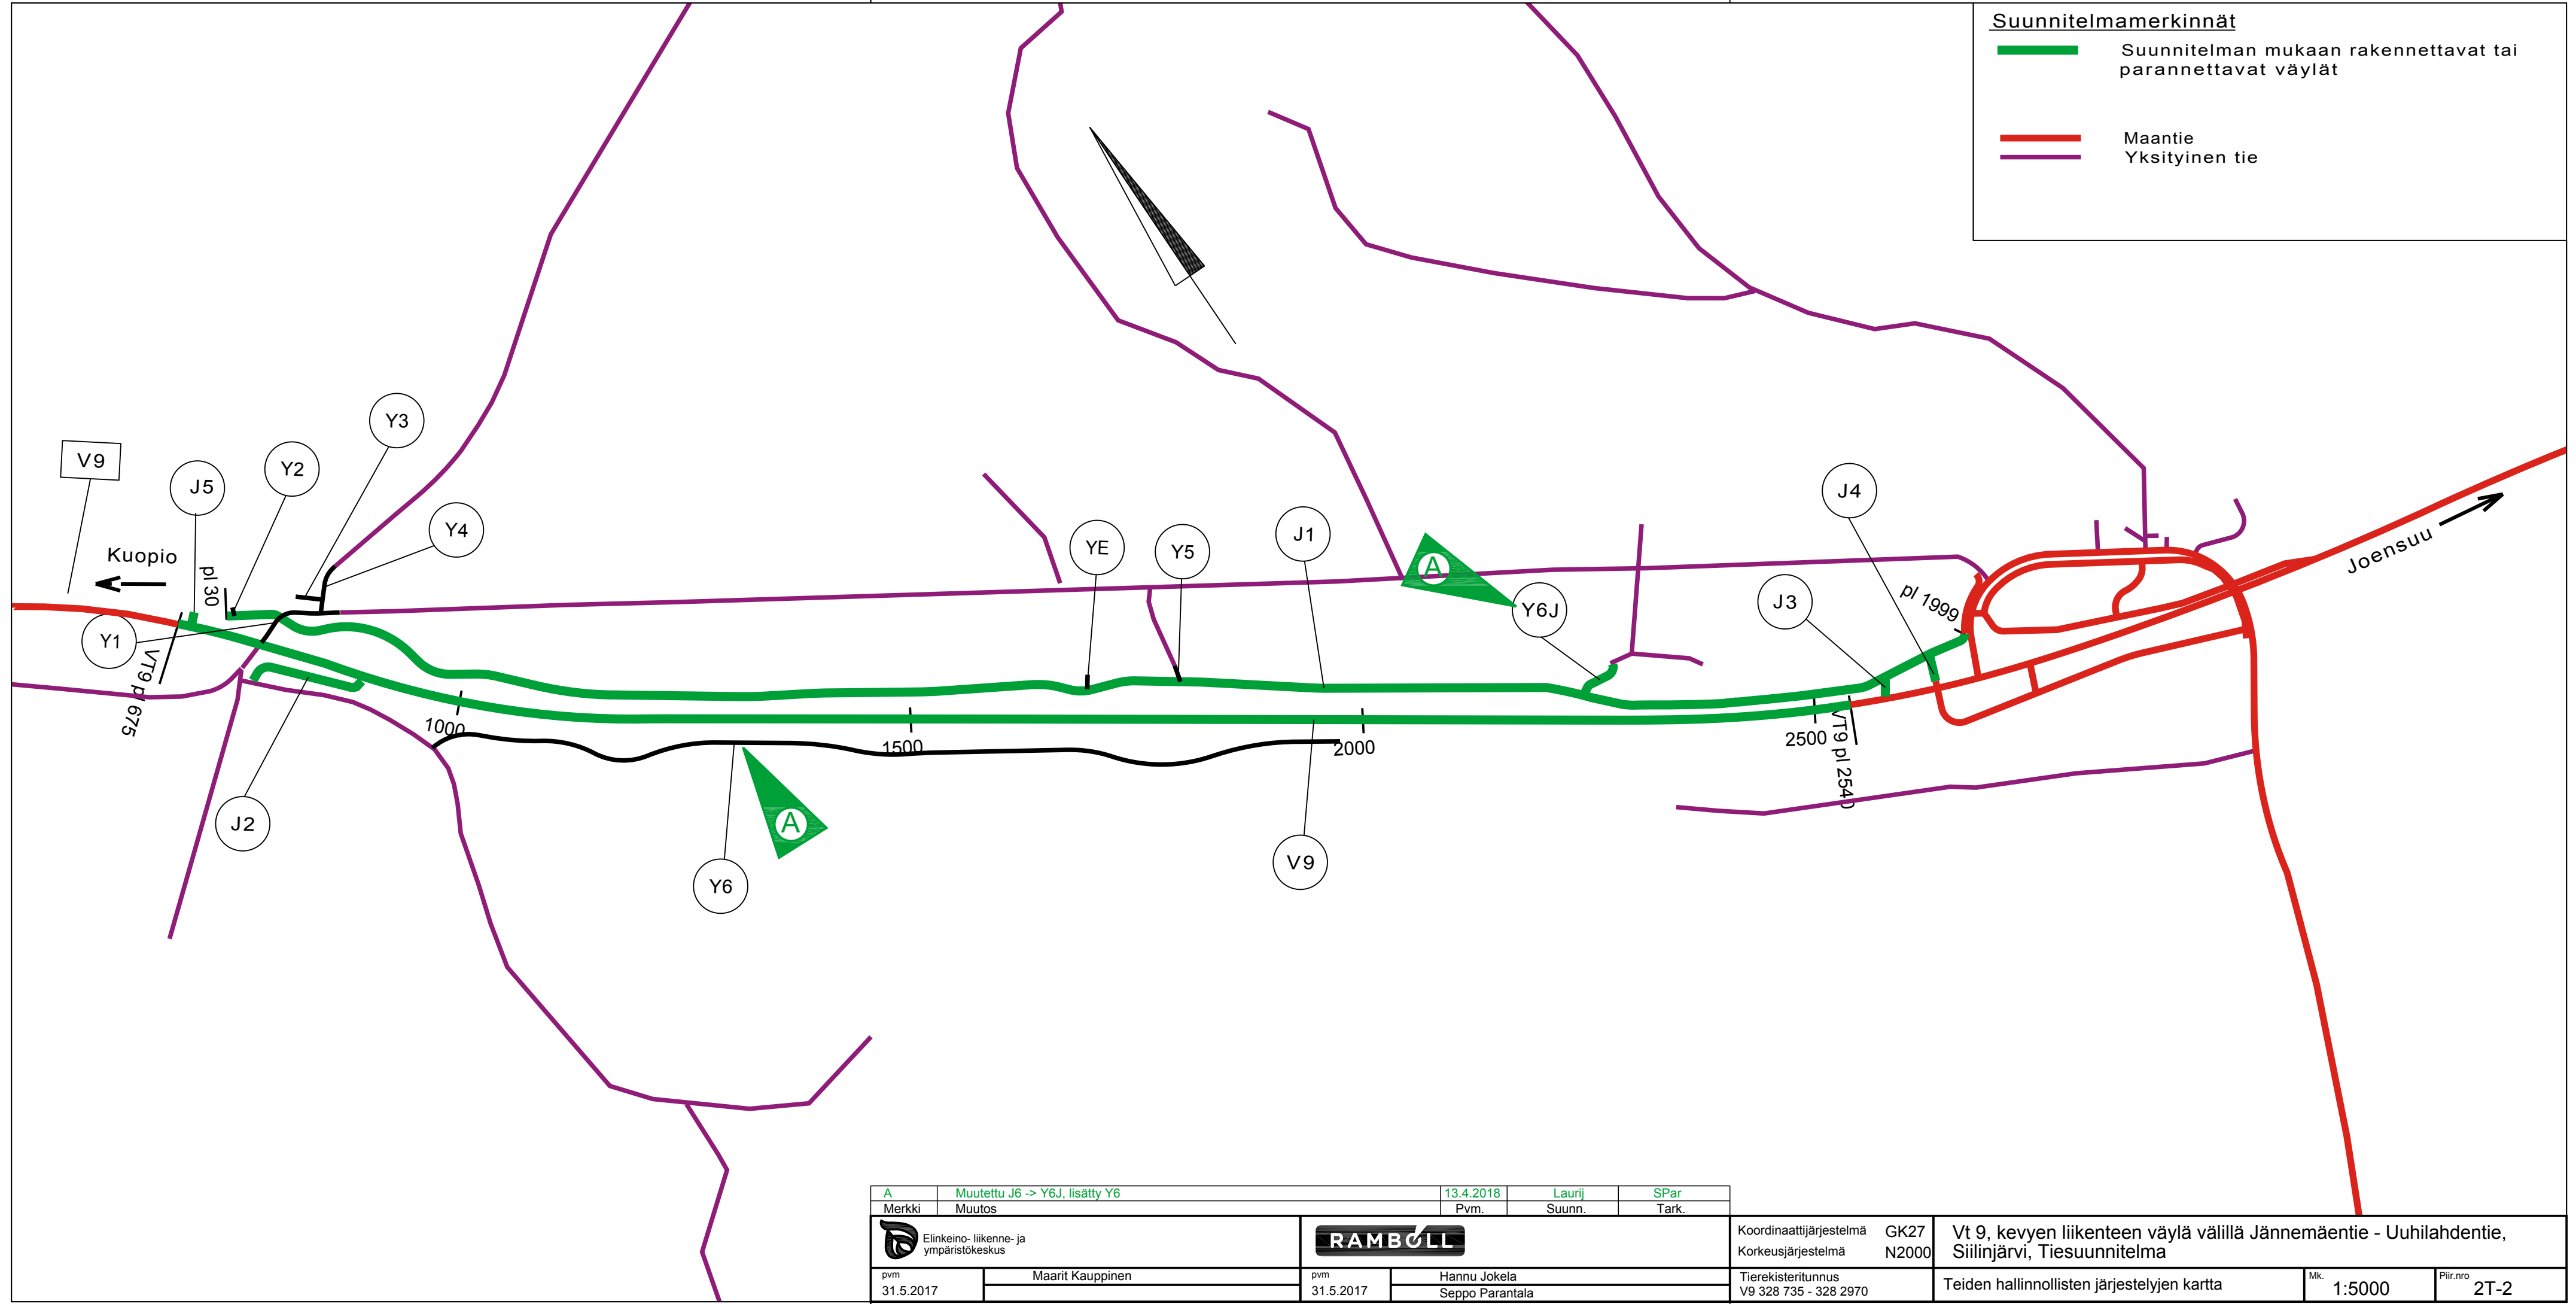 Suunnitelmamerkinnät
Suunnitelman mukaan rakennettavat tai
parannettavat väylät
Maantie
Yksityinen tie
V9
J5
Y2
Y3
Y4
Kuopio
pl 30
Y1
VT9 pl 675
J2
1000
Y6
A
1500
YE
Y5
J1
A
Y6J
V9
2000
J3
J4
pl 1999
2500
VT9 pl 2540
Joensuu
A Muutettu J6 -> Y6J, lisätty Y6 13.4.2018 Laurij SPar
Merkki Muutos Pvm. Suunn. Tark.
Elinkeino- liikenne- ja
ympäristökeskus
RAMBOLL
Koordinaattijärjestelmä GK27
Korkeusjärjestelmä N2000
Vt 9, kevyen liikenteen väylä välillä Jännemäentie - Uuhilahdentie,
Siilinjärvi, Tiesuunnitelma
pvm
31.5.2017
Maarit Kauppinen
pvm
31.5.2017
Hannu Jokela
Seppo Parantala
Tierekisteritunnus
V9 328 735 - 328 2970
Teiden hallinnollisten järjestelyjen kartta
Mk. 1:5000
Piir.nro 2T-2